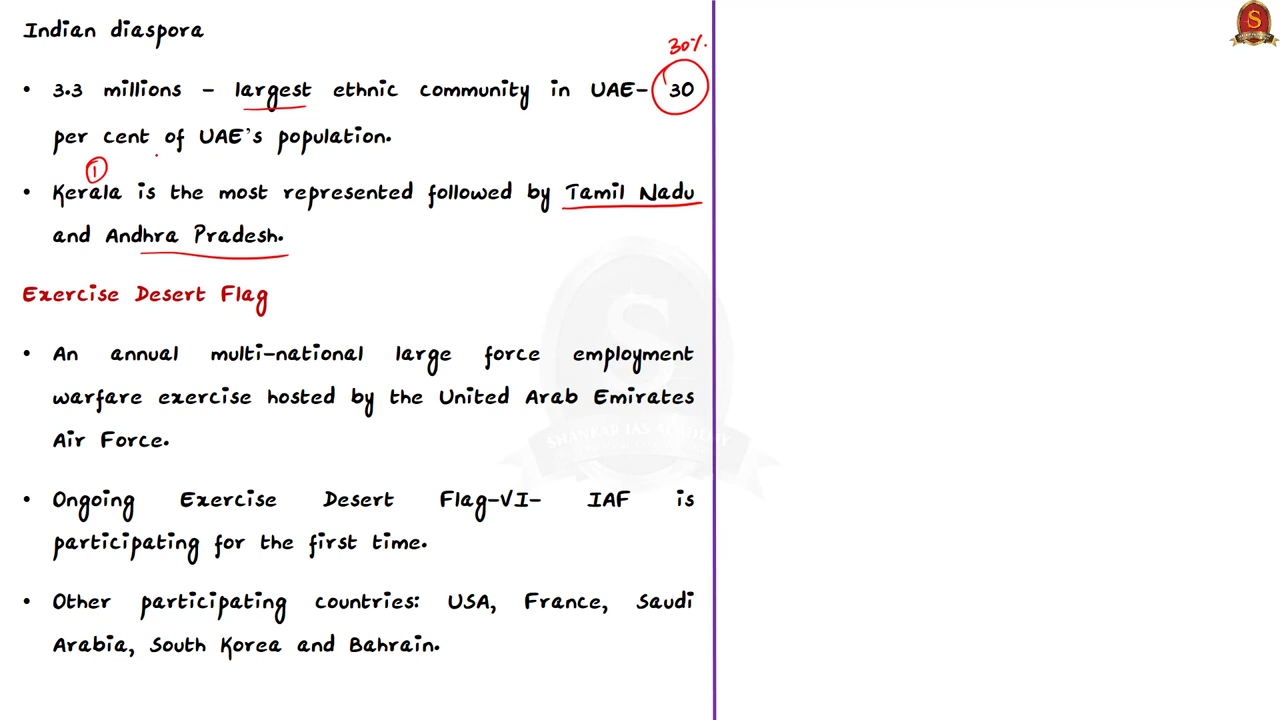 Indian diaspora
30%.
• 3.3 millions – largest ethnic community in UAE- 30
per cent of UAE's population.
1
• Kerala is the most represented followed by Tamil Nadu
and Andhra Pradesh.
Exercise Desert Flag
• An annual multi-national large force employment
warfare exercise hosted by the United Arab Emirates
Air Force.
SHANKAR IAS ACADEMY
• Ongoing Exercise Desert Flag-VI- IAF is
participating for the first time.
• Other participating countries: USA, France, Saudi
Arabia, South Korea and Bahrain.
S
S